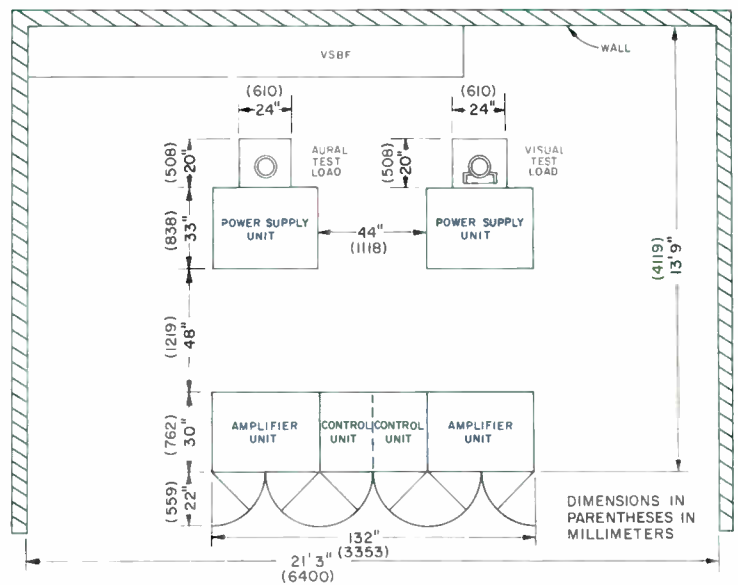 VSBF
WALL
(610)
24"
(610)
24"
(508)
20"
AURAL
TEST
LOAD
(508)
20"
VISUAL
TEST
LOAD
(838)
33"
POWER SUPPLY
UNIT
44"
(1118)
POWER SUPPLY
UNIT
(4119)
13'9"
(1219)
48"
(762)
30"
AMPLIFIER
UNIT
CONTROL
UNIT
CONTROL
UNIT
AMPLIFIER
UNIT
(559)
22"
DIMENSIONS IN
PARENTHESES IN
MILLIMETERS
132"
(3353)
21'3"
(6400)